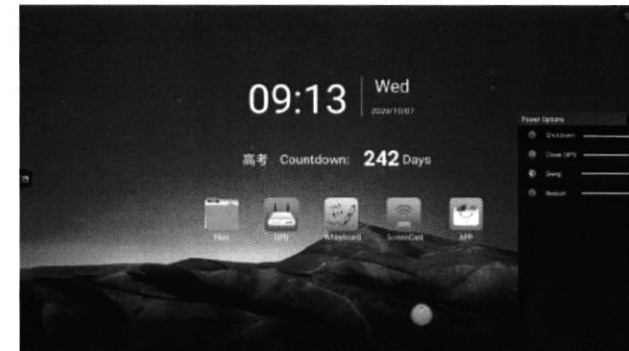 09:13
Wed
2020/10/07
高考 Countdown: 242 Days
Files OPS Whiteboard ScreenCast APP
Power Options
Shutdown
Close OPS
Sleep
Restart